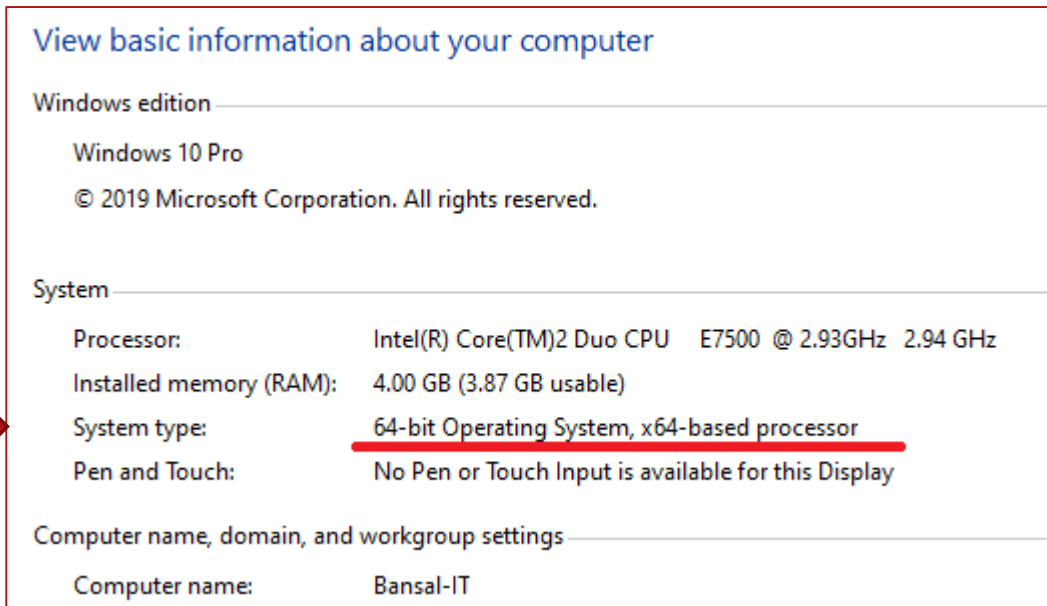 View basic information about your computer
Windows edition
Windows 10 Pro
© 2019 Microsoft Corporation. All rights reserved.
System
Processor: Intel(R) Core(TM)2 Duo CPU E7500 @ 2.93GHz 2.94 GHz
Installed memory (RAM): 4.00 GB (3.87 GB usable)
System type: 64-bit Operating System, x64-based processor
Pen and Touch: No Pen or Touch Input is available for this Display
Computer name, domain, and workgroup settings
Computer name: Bansal-IT